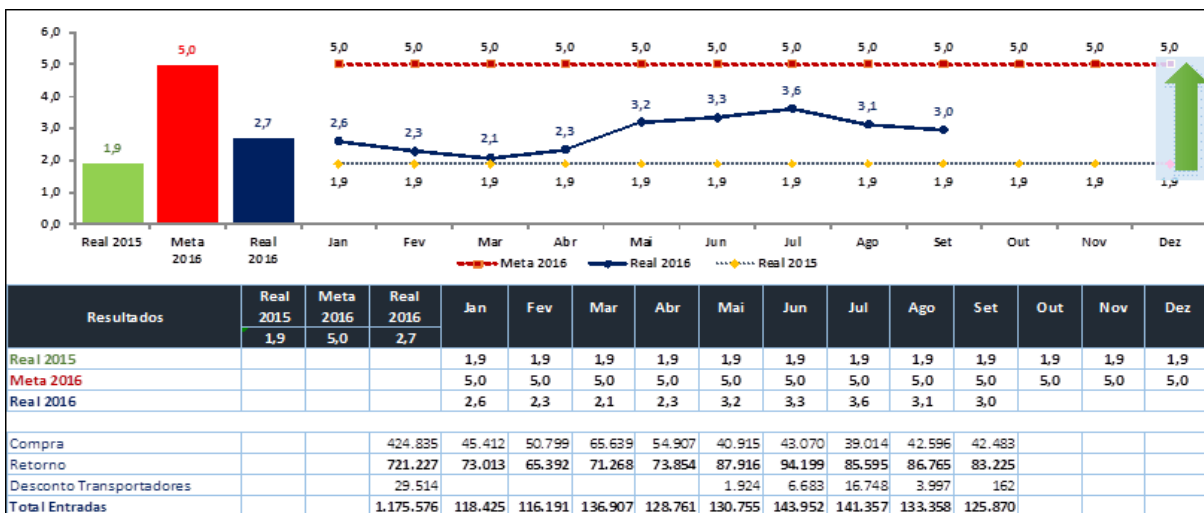 6,0
5,0
4,0
3,0
2,0
1,0
0,0
1,9
5,0
2,7
5,0 5,0 5,0 5,0 5,0 5,0 5,0 5,0 5,0 5,0 5,0 5,0
2,6 2,3 2,1 2,3 3,2 3,3 3,6 3,1 3,0
1,9 1,9 1,9 1,9 1,9 1,9 1,9 1,9 1,9 1,9 1,9 1,9
Real 2015 Meta 2016 Real 2016 Jan Fev Mar Abr Mai Jun Jul Ago Set Out Nov Dez
Meta 2016 Real 2016 Real 2015
Resultados Real 2015 Meta 2016 Real 2016 Jan Fev Mar Abr Mai Jun Jul Ago Set Out Nov Dez
1,9 5,0 2,7
Real 2015 1,9 1,9 1,9 1,9 1,9 1,9 1,9 1,9 1,9 1,9 1,9 1,9
Meta 2016 5,0 5,0 5,0 5,0 5,0 5,0 5,0 5,0 5,0 5,0 5,0 5,0
Real 2016 2,6 2,3 2,1 2,3 3,2 3,3 3,6 3,1 3,0
Compra 424.835 45.412 50.799 65.639 54.907 40.915 43.070 39.014 42.596 42.483
Retorno 721.227 73.013 65.392 71.268 73.854 87.916 94.199 85.595 86.765 83.225
Desconto Transportadores 29.514 1.924 6.683 16.748 3.997 162
Total Entradas 1.175.576 118.425 116.191 136.907 128.761 130.755 143.952 141.357 133.358 125.870